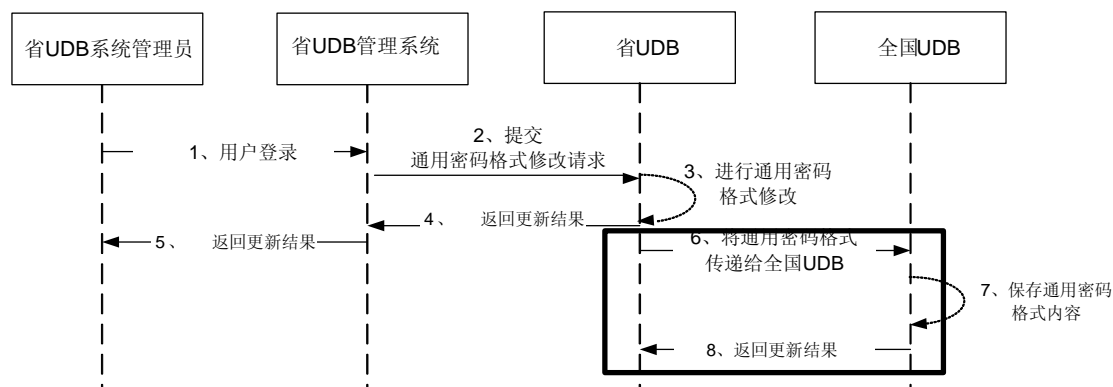 省UDB系统管理员
省UDB管理系统
省UDB
全国UDB
1、用户登录
2、提交
通用密码格式修改请求
3、进行通用密码
格式修改
4、 返回更新结果
5、 返回更新结果
6、将通用密码格式
传递给全国UDB
7、保存通用密码
格式内容
8、返回更新结果